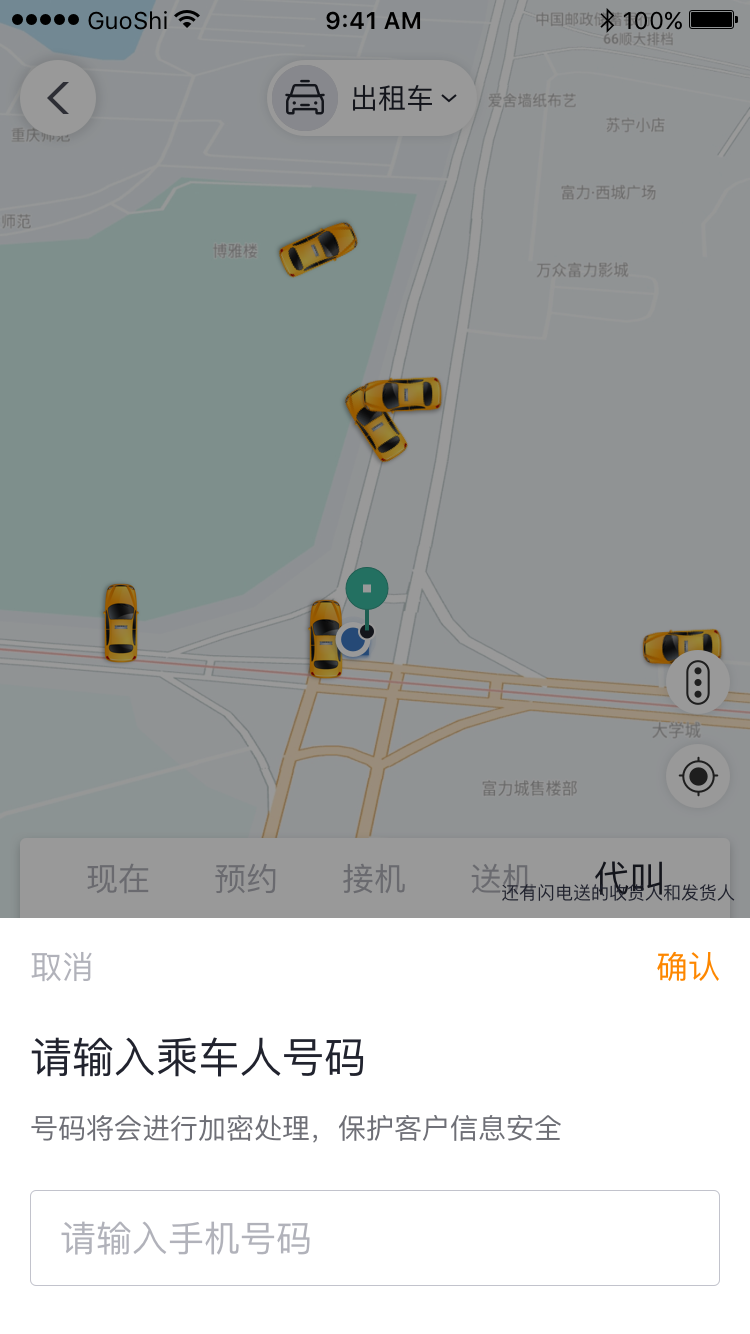 GuoShi 9:41 AM 100%
中国邮政储蓄
66顺大排档
出租车
爱舍墙纸布艺
苏宁小店
重庆师范
富力·西城广场
师范
博雅楼
万众富力影城
大学城
富力城售楼部
现在 预约 接机 送机 代叫
还有闪电送的收货人和发货人
取消 确认
请输入乘车人号码
号码将会进行加密处理，保护客户信息安全
请输入手机号码